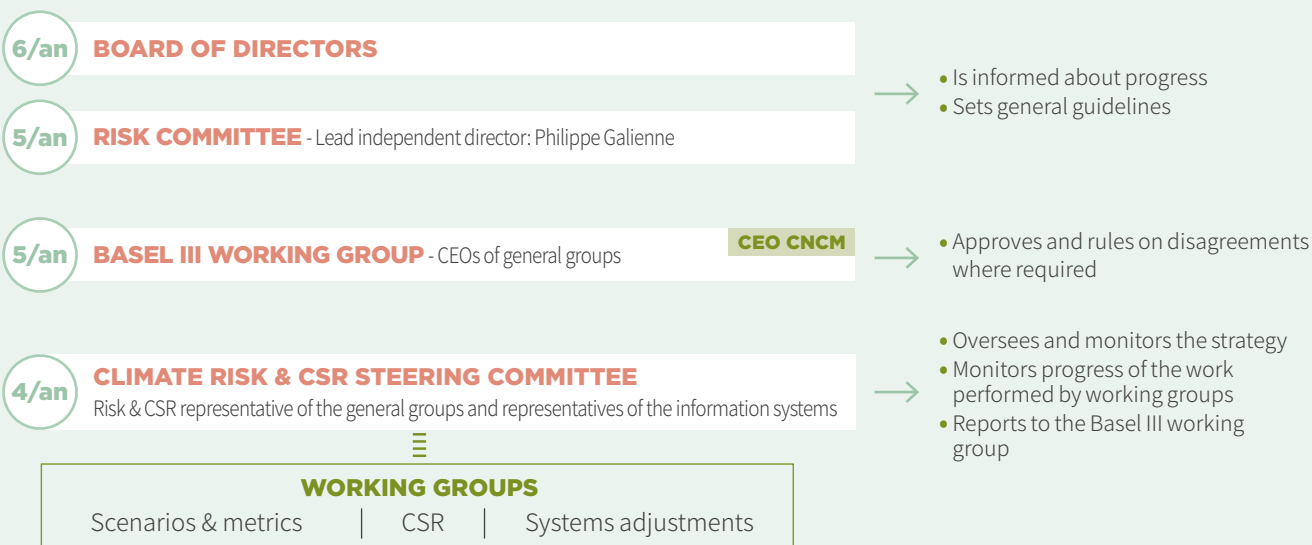 6/an
BOARD OF DIRECTORS
• Is informed about progress
• Sets general guidelines
5/an
RISK COMMITTEE - Lead independent director: Philippe Galienne
5/an
BASEL III WORKING GROUP - CEOs of general groups
CEO CNCM
• Approves and rules on disagreements
where required
4/an
CLIMATE RISK & CSR STEERING COMMITTEE
Risk & CSR representative of the general groups and representatives of the information systems
• Oversees and monitors the strategy
• Monitors progress of the work
performed by working groups
• Reports to the Basel III working
group
WORKING GROUPS
Scenarios & metrics | CSR | Systems adjustments